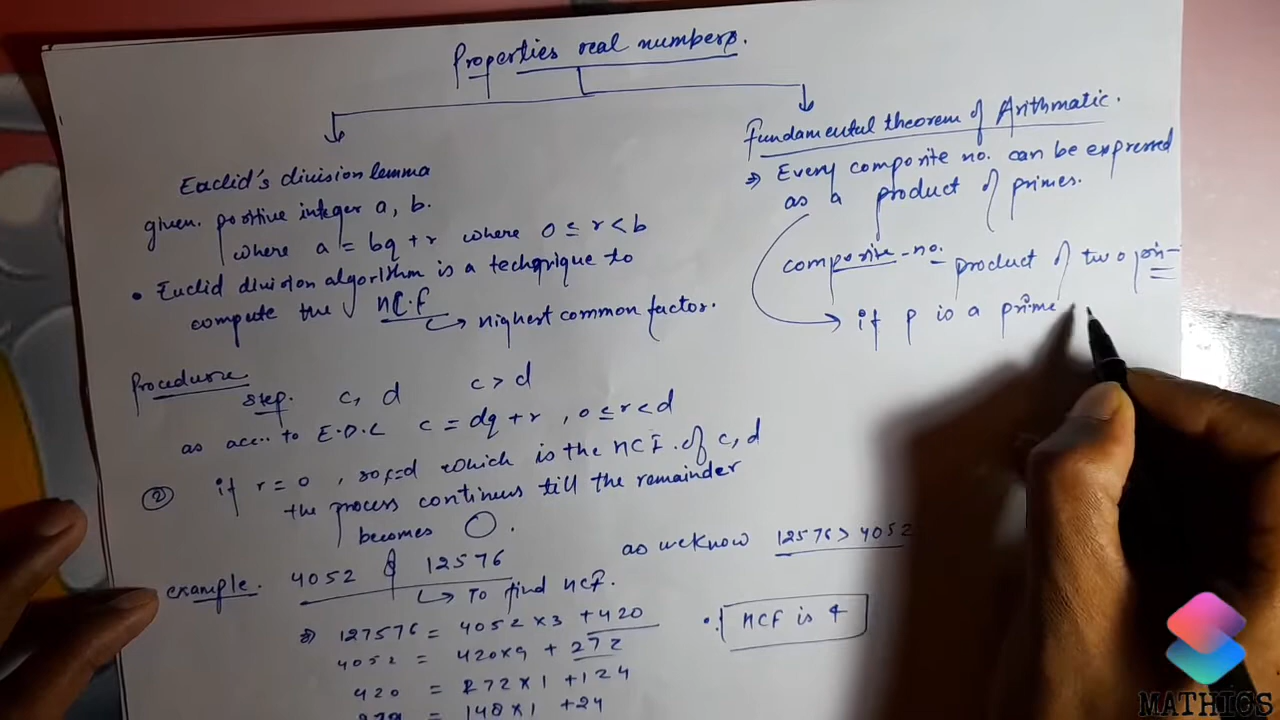 Properties real numbers.
Euclid's division lemma
given. positive integer a, b.
where a = bq + r where 0 ≤ r < b
• Euclid division algorithm is a technique to
compute the HCF
↳ highest common factor.
Procedure
step. c, d c > d
as acc.. to E.D.L c = dq + r , 0 ≤ r < d
② if r = 0 , so c=d which is the HCF. of c, d
the process continues till the remainder
becomes 0.
example. 4052 & 12576
↳ To find HCF.
as we know 12576 > 4052
⇒ 127576 = 4052 × 3 + 420
4052 = 420 × 9 + 272
420 = 272 × 1 + 124
148 × 1 + 24
∴ HCF is 4
Fundamental theorem of Arithmatic.
⇒ Every composite no. can be expressed
as a product of primes.
composite - no. product of two
→ if p is a prime
MATHIOS